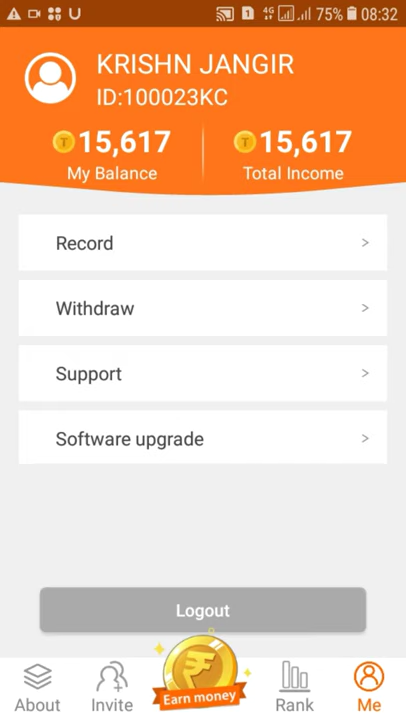 4G 75% 08:32
KRISHN JANGIR
ID:100023KC
15,617 15,617
My Balance Total Income
Record >
Withdraw >
Support >
Software upgrade >
Logout
₹
Earn money
About Invite Rank Me